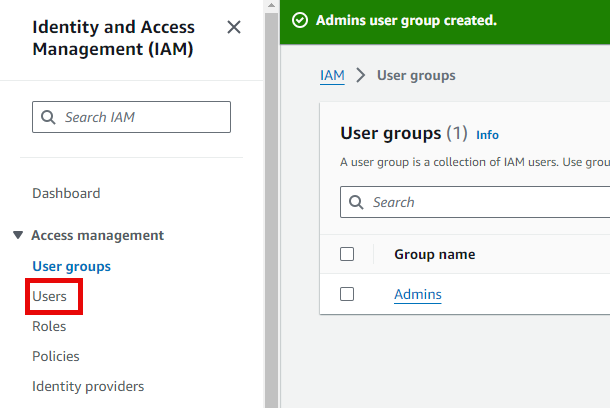 Identity and Access
Management (IAM)
Search IAM
Dashboard
Access management
User groups
Users
Roles
Policies
Identity providers
Admins user group created.
IAM > User groups
User groups (1) Info
A user group is a collection of IAM users. Use grou
Search
Group name
Admins